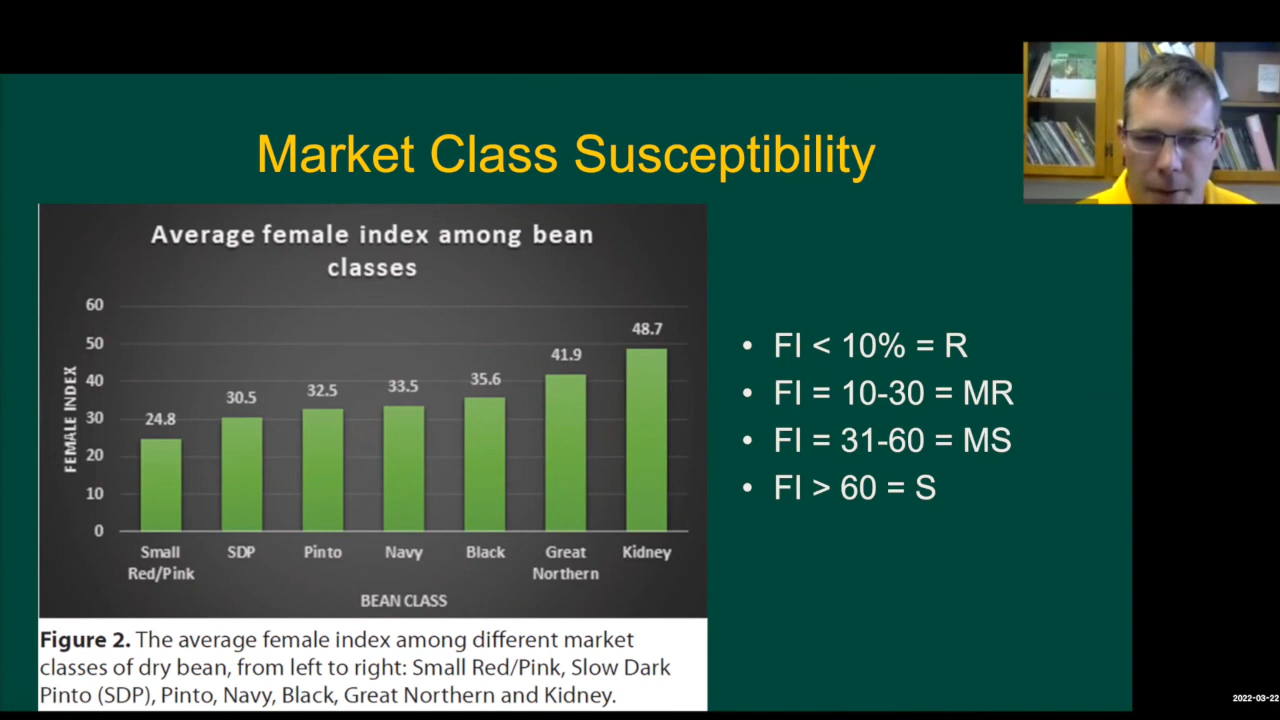 Market Class Susceptibility
Average female index among bean
classes
FEMALE INDEX
60
50
40
30
20
10
0
24.8
30.5
32.5
33.5
35.6
41.9
48.7
Small
Red/Pink
SDP
Pinto
Navy
Black
Great
Northern
Kidney
BEAN CLASS
Figure 2. The average female index among different market
classes of dry bean, from left to right: Small Red/Pink, Slow Dark
Pinto (SDP), Pinto, Navy, Black, Great Northern and Kidney.
• FI < 10% = R
• FI = 10-30 = MR
• FI = 31-60 = MS
• FI > 60 = S
2022-03-22